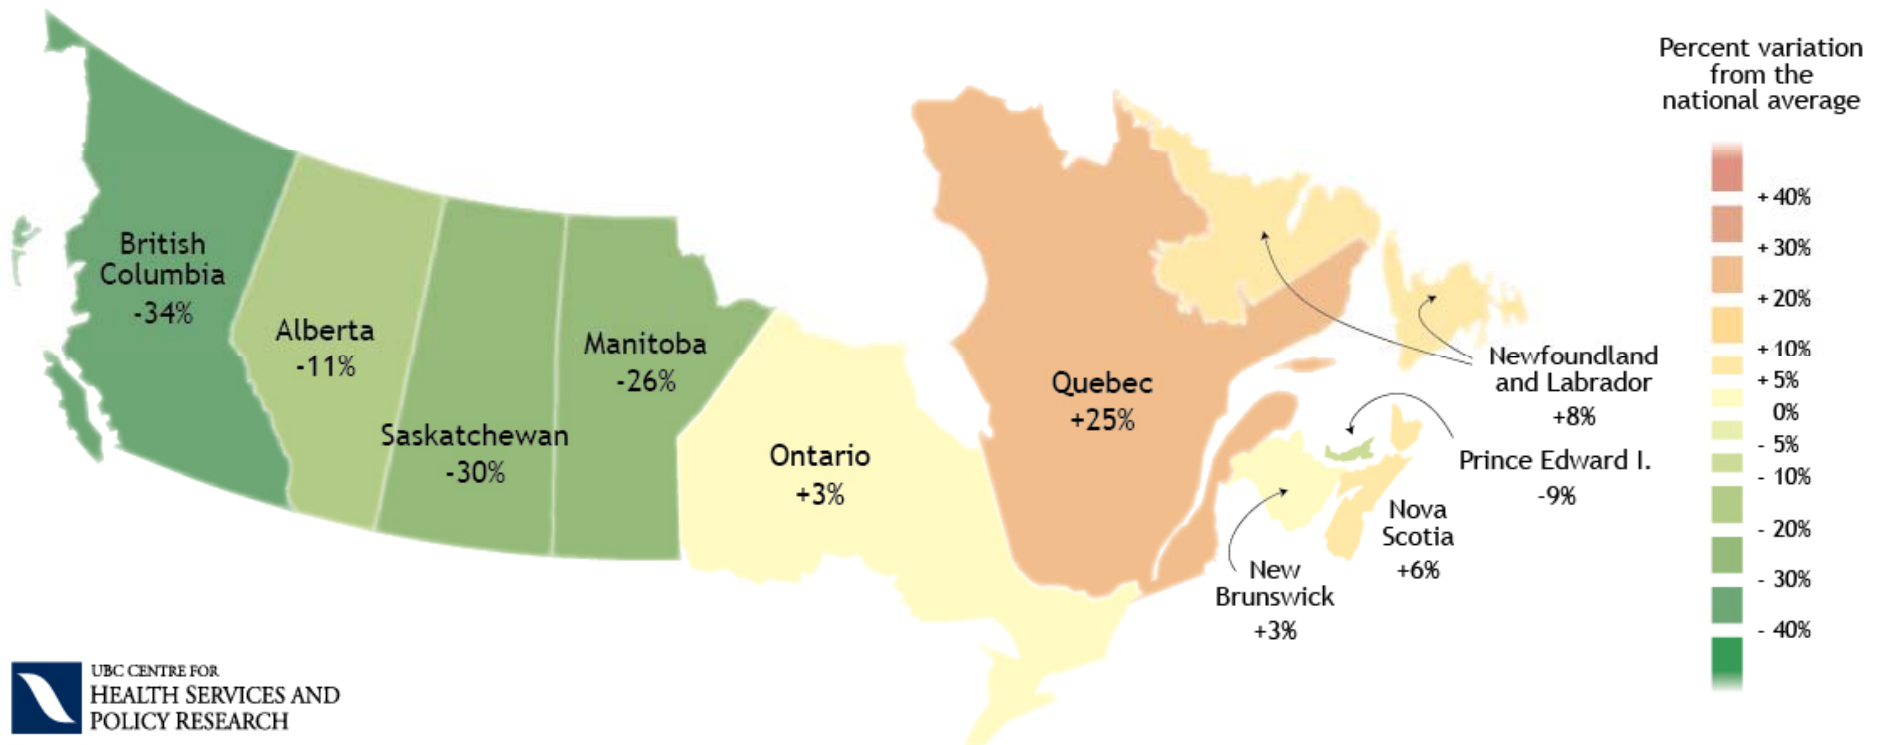 Percent variation
from the
national average
+ 40%
+ 30%
+ 20%
+ 10%
+ 5%
0%
- 5%
- 10%
- 20%
- 30%
- 40%
British
Columbia
-34%
Alberta
-11%
Saskatchewan
-30%
Manitoba
-26%
Ontario
+3%
Quebec
+25%
Newfoundland
and Labrador
+8%
Prince Edward I.
-9%
Nova
Scotia
+6%
New
Brunswick
+3%
UBC CENTRE FOR
HEALTH SERVICES AND
POLICY RESEARCH